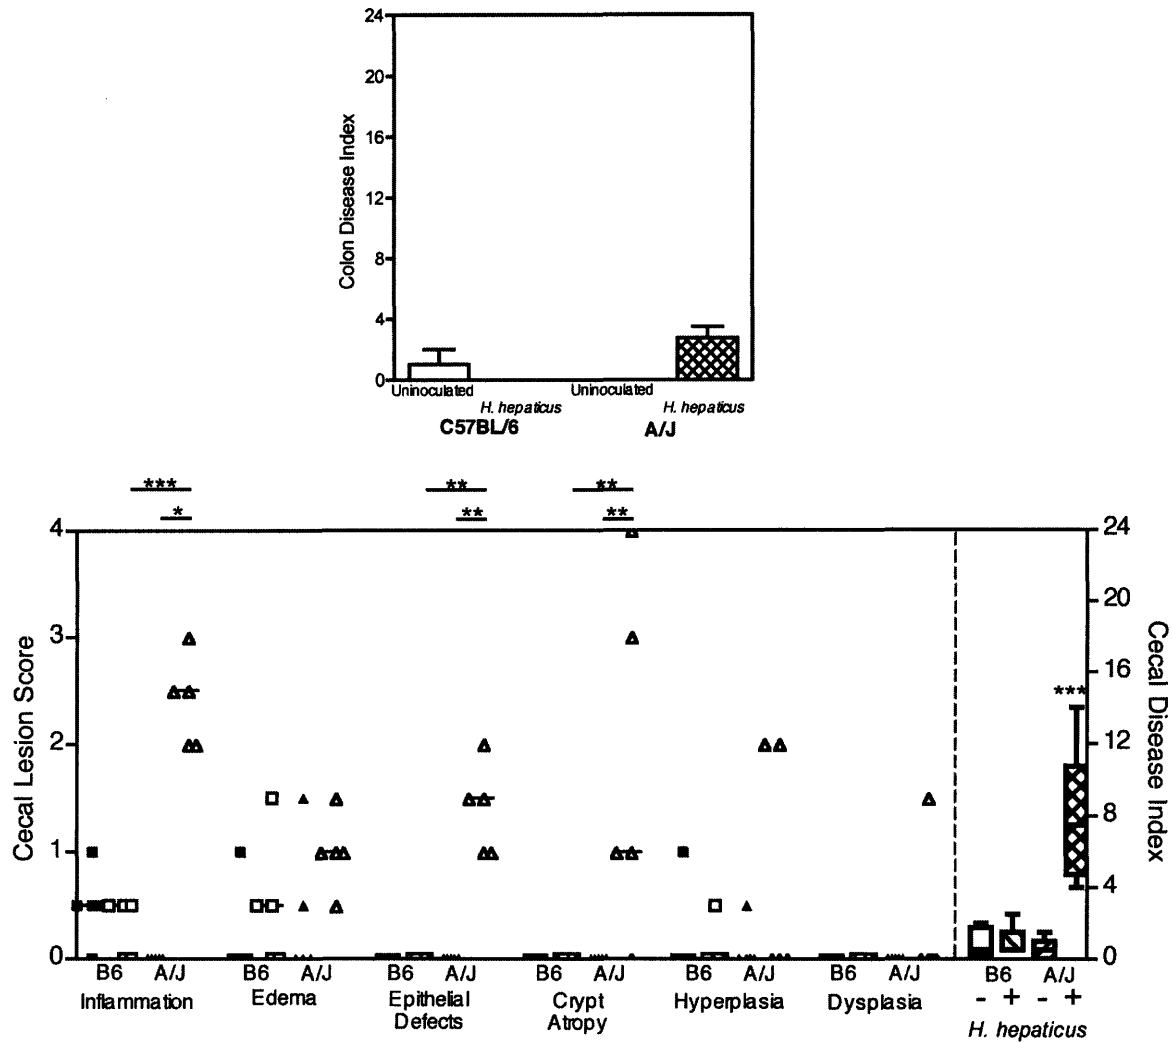 24
20
16
12
8
4
0
Colon Disease Index
Uninoculated
H. hepaticus
Uninoculated
H. hepaticus
C57BL/6
A/J
*** ** **
* ** **
4
3
2
1
0
Cecal Lesion Score
24
20
16
12
8
4
0
Cecal Disease Index
***
B6 A/J B6 A/J B6 A/J B6 A/J B6 A/J B6 A/J B6 A/J
Inflammation Edema Epithelial Defects Crypt Atropy Hyperplasia Dysplasia
- + - +
H. hepaticus